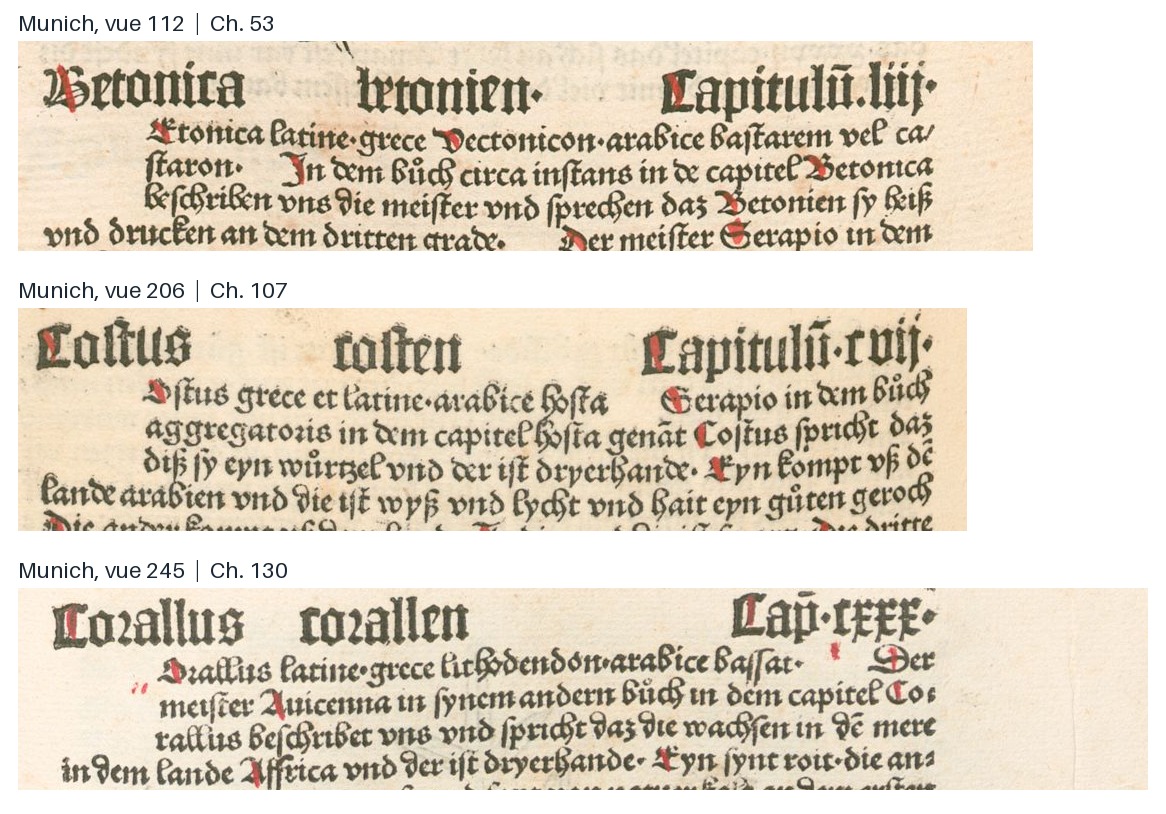 Munich, vue 112 | Ch. 53
Betonica betonien· Capitulū.liij·
Etonica latine·grece Vectonicon·arabice bastarem vel ca/
staron· In dem bůch circa instans in dē capitel Betonica
beschriben vns die meister vnd sprechen daz Betonien sy heiß
vnd drucken an dem dritten grade· Der meister Serapio in dem
Munich, vue 206 | Ch. 107
Costus costen Capitulū·cvij·
Ostus grece et latine·arabice hosta Serapio in dem bůch
aggregatoris in dem capitel hosta genāt Costus spricht daz
diß sy eyn wůrtzel vnd der ist dryerhande· Eyn kompt vß dē
lande arabien vnd die ist wyß vnd lycht vnd hait eyn gůten geroch
dritte
Munich, vue 245 | Ch. 130
Corallus corallen Cap̄·cxxx·
Orallus latine·grece lithodendon·arabice bassat· Der
meister Auicenna in synem andern bůch in dem capitel Co⸗
rallus beschribet vns vnd spricht daz die wachsen in dē mere
in dem lande Affrica vnd der ist dryerhande· Eyn synt roit·die an⸗